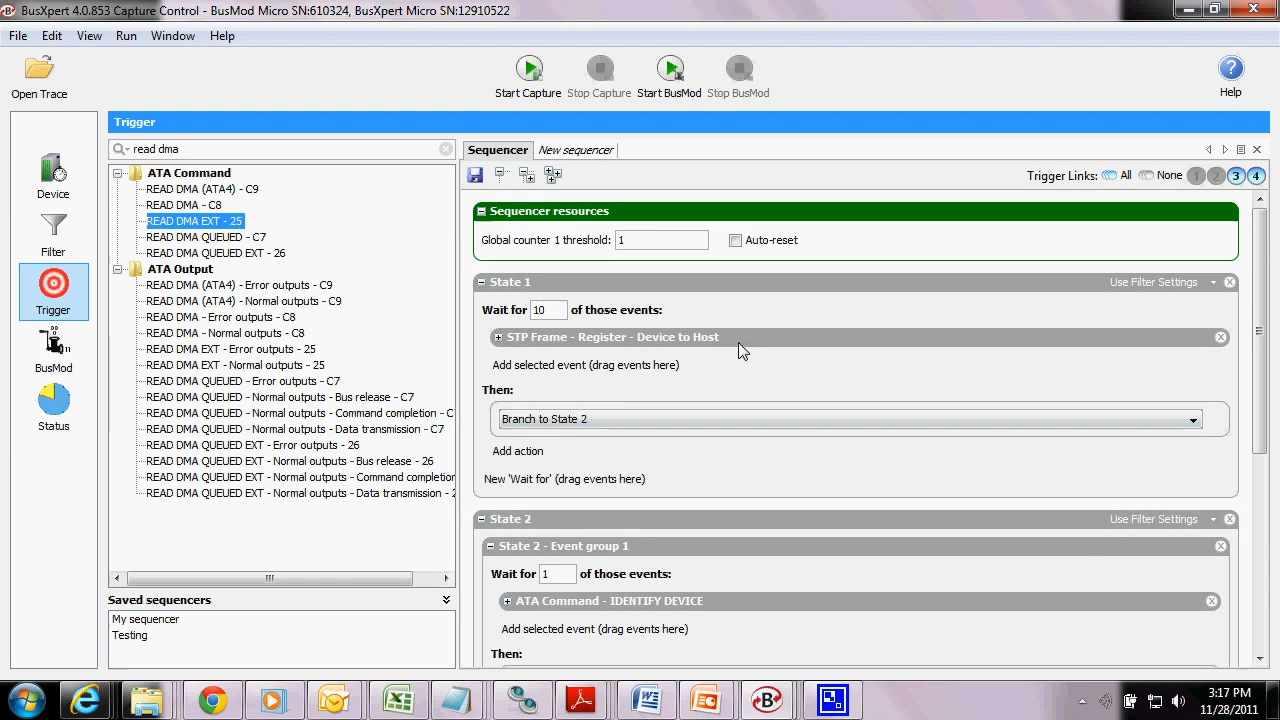 BusXpert 4.0.853 Capture Control - BusMod Micro SN:610324, BusXpert Micro SN:12910522
File Edit View Run Window Help
Open Trace
Start Capture Stop Capture Start BusMod Stop BusMod
Help
Device
Filter
Trigger
BusMod
Status
Trigger
read dma
ATA Command
READ DMA (ATA4) - C9
READ DMA - C8
READ DMA EXT - 25
READ DMA QUEUED - C7
READ DMA QUEUED EXT - 26
ATA Output
READ DMA (ATA4) - Error outputs - C9
READ DMA (ATA4) - Normal outputs - C9
READ DMA - Error outputs - C8
READ DMA - Normal outputs - C8
READ DMA EXT - Error outputs - 25
READ DMA EXT - Normal outputs - 25
READ DMA QUEUED - Error outputs - C7
READ DMA QUEUED - Normal outputs - Bus release - C7
READ DMA QUEUED - Normal outputs - Command completion - C
READ DMA QUEUED - Normal outputs - Data transmission - C7
READ DMA QUEUED EXT - Error outputs - 26
READ DMA QUEUED EXT - Normal outputs - Bus release - 26
READ DMA QUEUED EXT - Normal outputs - Command completion
READ DMA QUEUED EXT - Normal outputs - Data transmission - 2
Saved sequencers
My sequencer
Testing
Sequencer New sequencer
Trigger Links: All None 1 2 3 4
Sequencer resources
Global counter 1 threshold: 1 Auto-reset
State 1 Use Filter Settings
Wait for 10 of those events:
STP Frame - Register - Device to Host
Add selected event (drag events here)
Then:
Branch to State 2
Add action
New 'Wait for' (drag events here)
State 2 Use Filter Settings
State 2 - Event group 1
Wait for 1 of those events:
ATA Command - IDENTIFY DEVICE
Add selected event (drag events here)
Then:
3:17 PM
11/28/2011